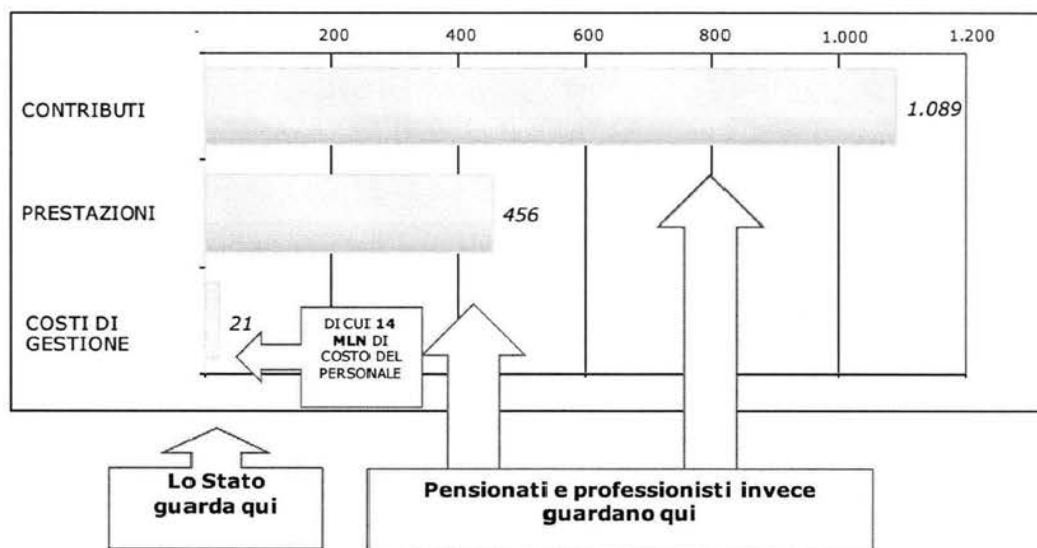 200 400 600 800 1.000 1.200
CONTRIBUTI
1.089
PRESTAZIONI
456
COSTI DI
GESTIONE
21
DI CUI 14
MLN DI
COSTO DEL
PERSONALE
Lo Stato
guarda qui
Pensionati e professionisti invece
guardano qui